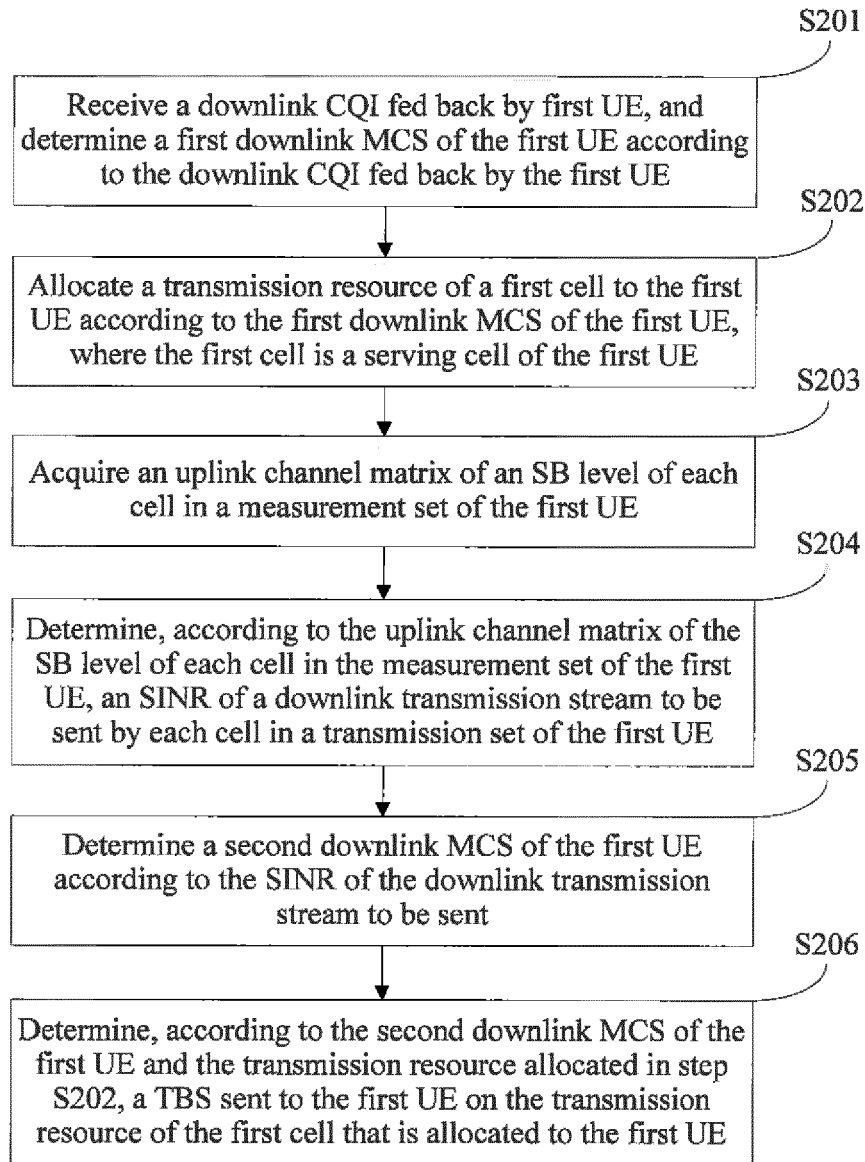 S201
Receive a downlink CQI fed back by first UE, and
determine a first downlink MCS of the first UE according
to the downlink CQI fed back by the first UE
S202
Allocate a transmission resource of a first cell to the first
UE according to the first downlink MCS of the first UE,
where the first cell is a serving cell of the first UE
S203
Acquire an uplink channel matrix of an SB level of each
cell in a measurement set of the first UE
S204
Determine, according to the uplink channel matrix of the
SB level of each cell in the measurement set of the first
UE, an SINR of a downlink transmission stream to be
sent by each cell in a transmission set of the first UE
S205
Determine a second downlink MCS of the first UE
according to the SINR of the downlink transmission
stream to be sent
S206
Determine, according to the second downlink MCS of the
first UE and the transmission resource allocated in step
S202, a TBS sent to the first UE on the transmission
resource of the first cell that is allocated to the first UE